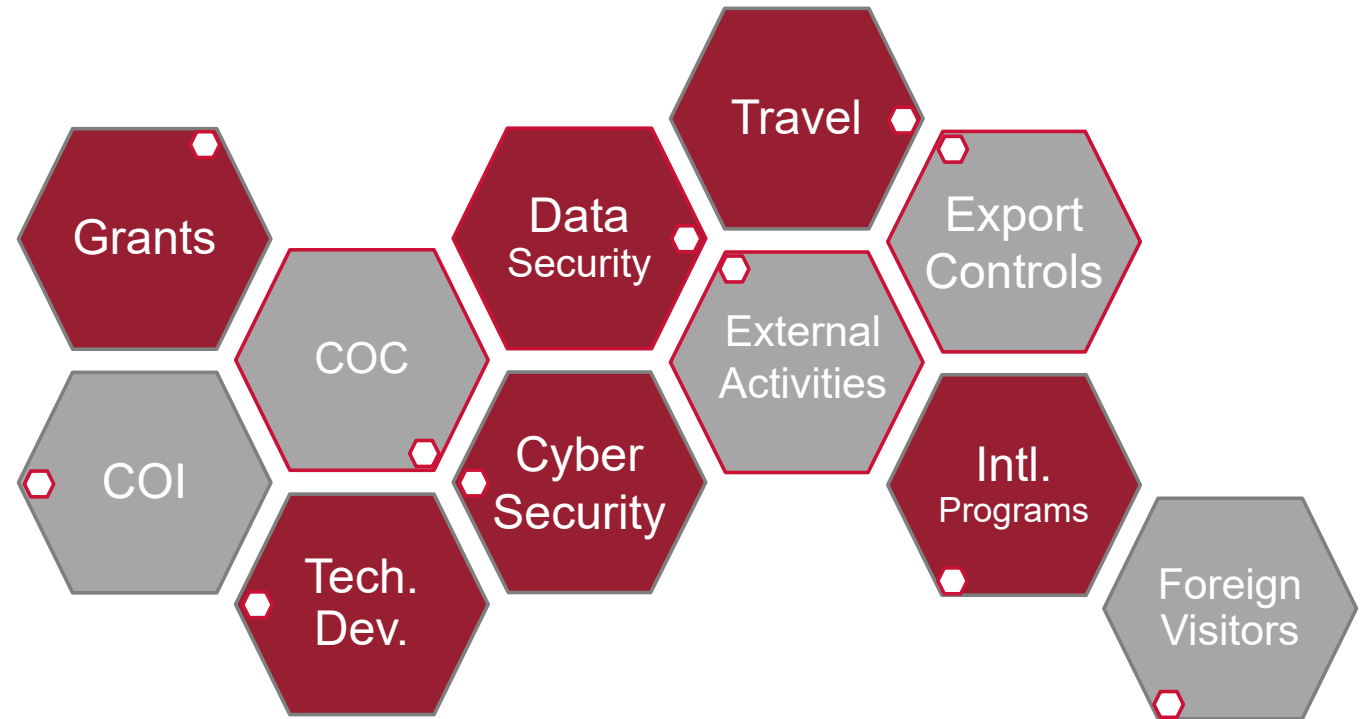 Travel
Grants
Data
Security
Export
Controls
COC
External
Activities
COI
Cyber
Security
Intl.
Programs
Tech.
Dev.
Foreign
Visitors